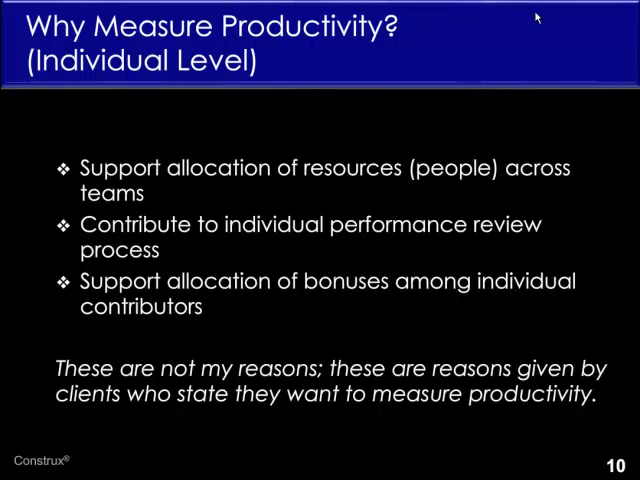 Why Measure Productivity?
(Individual Level)
❖ Support allocation of resources (people) across
teams
❖ Contribute to individual performance review
process
❖ Support allocation of bonuses among individual
contributors
These are not my reasons; these are reasons given by
clients who state they want to measure productivity.
Construx®
10